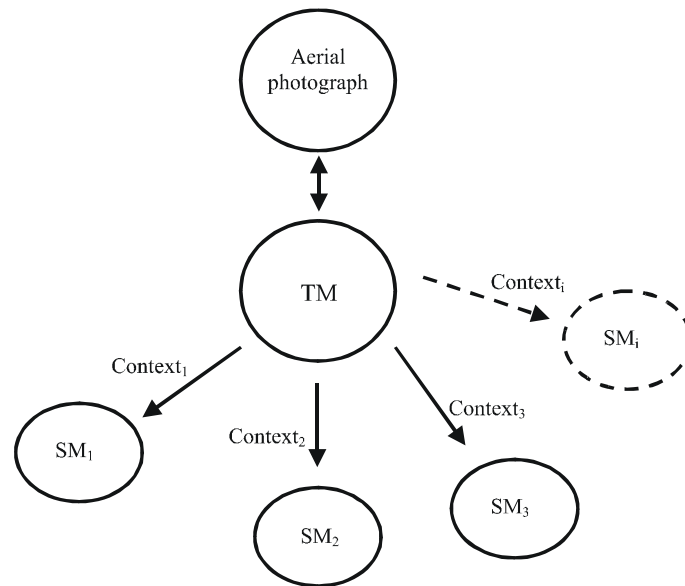 Aerial
photograph
TM
Contextᵢ
SMᵢ
Context₁
Context₃
Context₂
SM₁
SM₃
SM₂